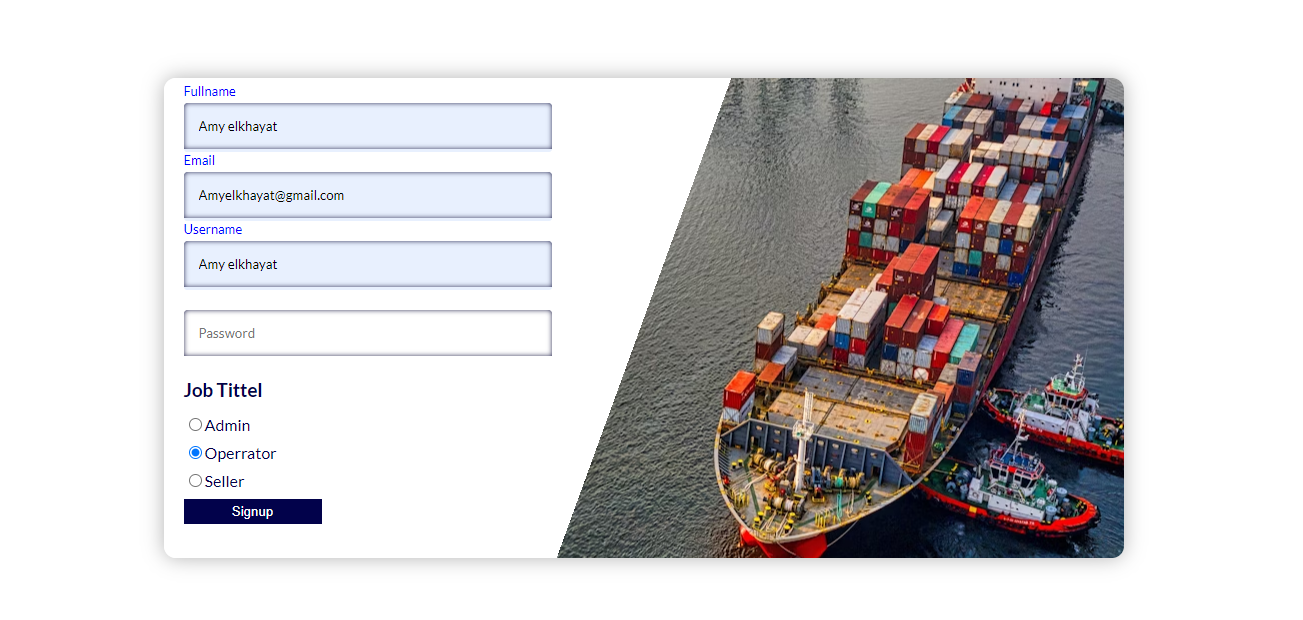 Fullname
Amy elkhayat
Email
Amyelkhayat@gmail.com
Username
Amy elkhayat
Password
Job Tittel
Admin
Operrator
Seller
Signup